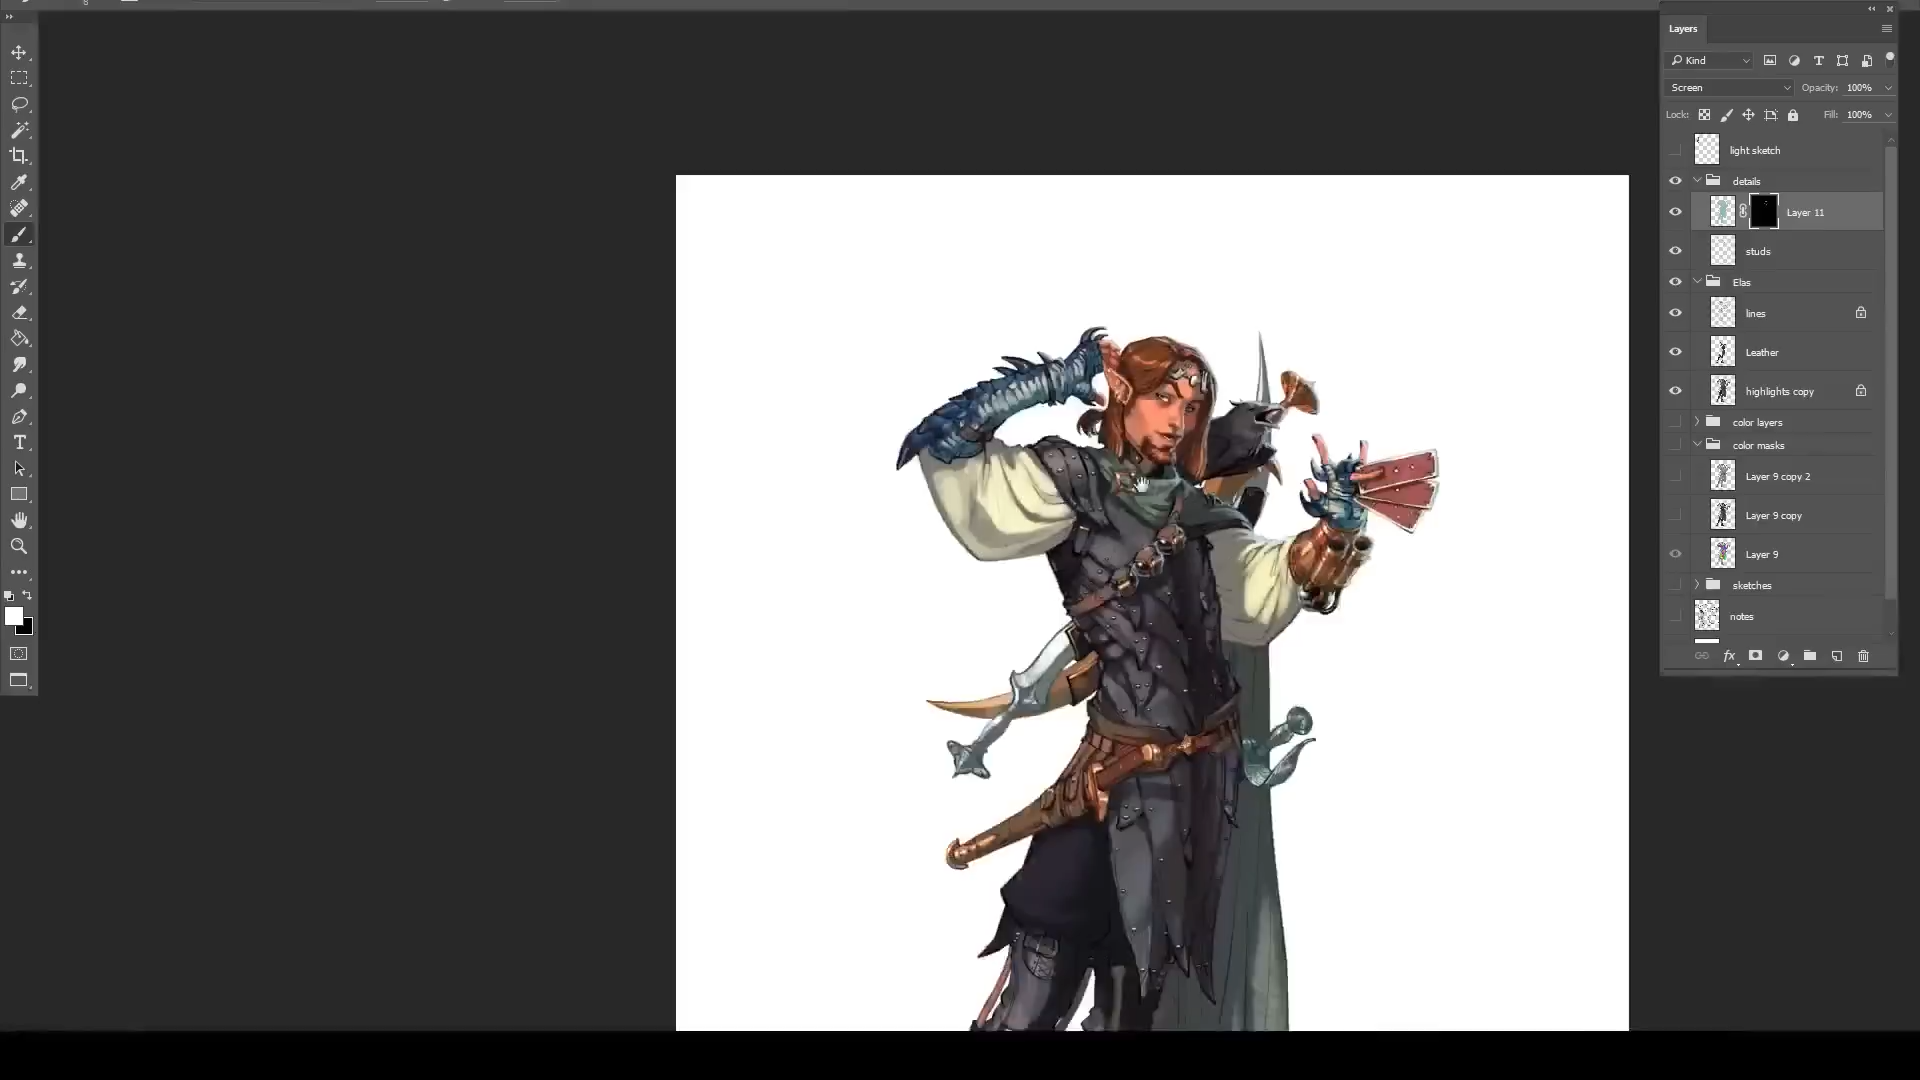 Layers
Kind
Screen
Opacity: 100%
Lock:
Fill: 100%
light sketch
details
Layer 11
studs
Elas
lines
Leather
highlights copy
color layers
color masks
Layer 9 copy 2
Layer 9 copy
Layer 9
sketches
notes
fx